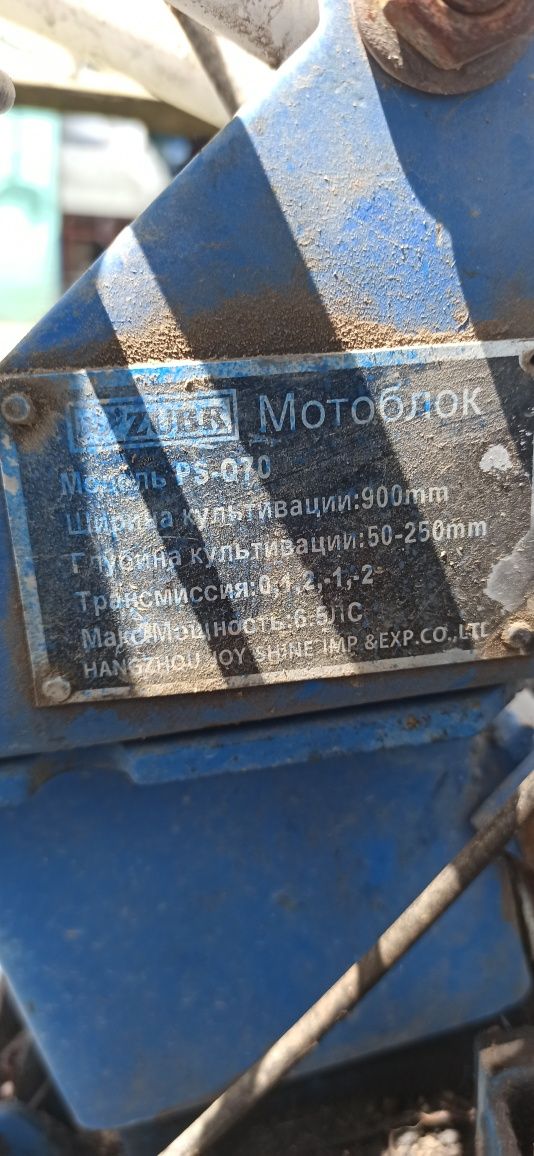 ZUBR Мотоблок
Модель PS-Q70
Ширина культивации:900mm
Глубина культивации:50-250mm
Трансмиссия:0,1,2,-1,-2
Макс.Мощность:6.5ЛС
HANGZHOU JOY SHINE IMP &EXP.CO.,LTD